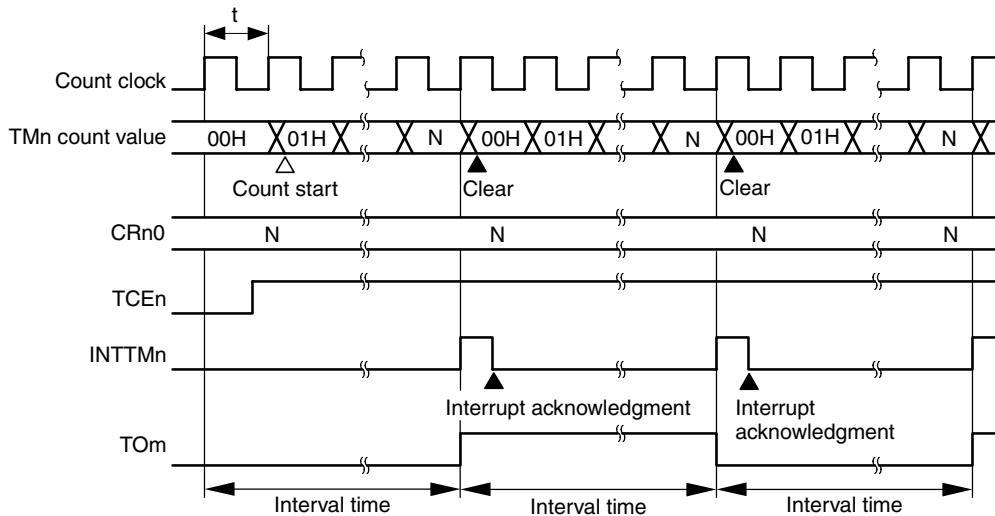 t
Count clock
TMn count value 00H 01H N 00H 01H N 00H 01H N
Count start Clear Clear
CRn0 N N N N
TCEn
INTTMn
Interrupt acknowledgment Interrupt
acknowledgment
TOm
Interval time Interval time Interval time